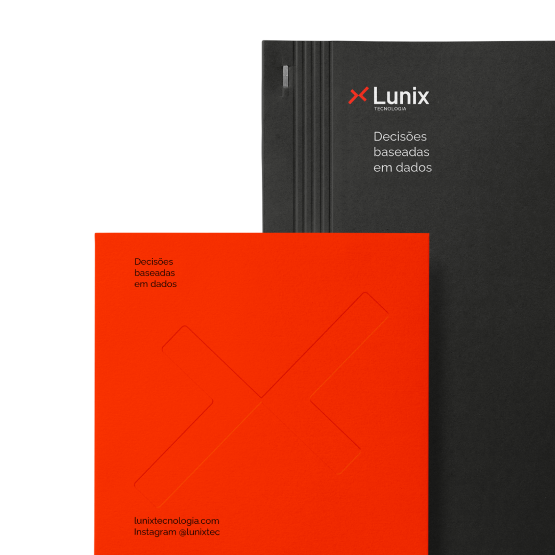 Lunix
TECNOLOGIA
Decisões
baseadas
em dados
Decisões
baseadas
em dados
lunixtecnologia.com
Instagram @lunixtec